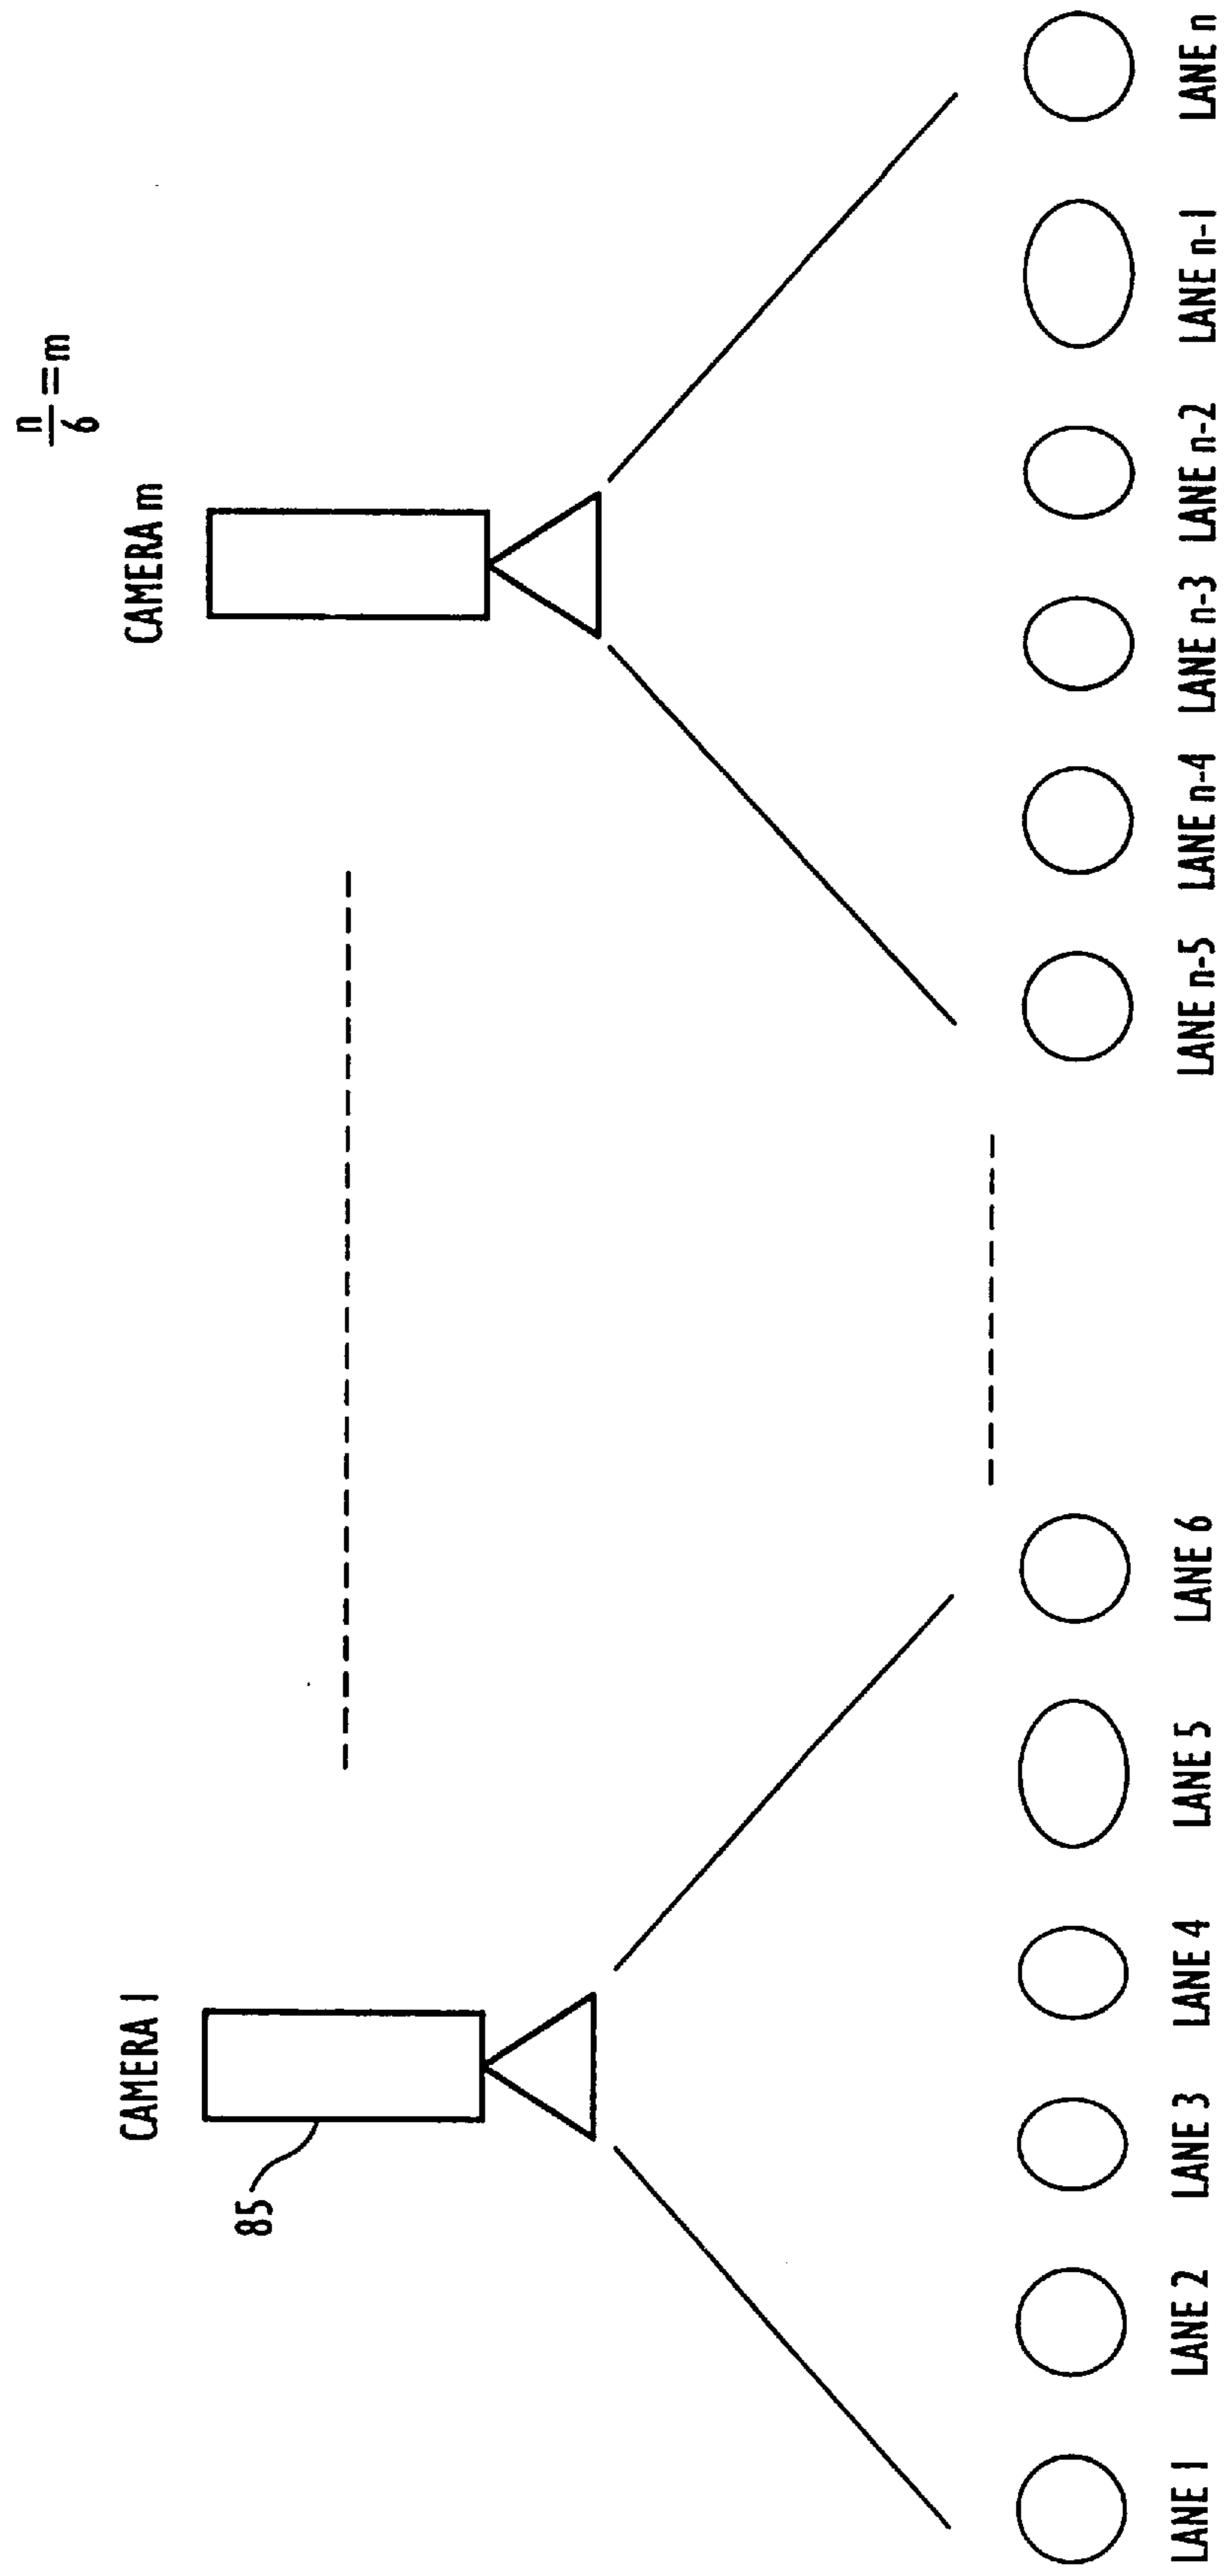 n/6 = m
CAMERA 1
CAMERA m
85
LANE 1
LANE 2
LANE 3
LANE 4
LANE 5
LANE 6
LANE n-5
LANE n-4
LANE n-3
LANE n-2
LANE n-1
LANE n